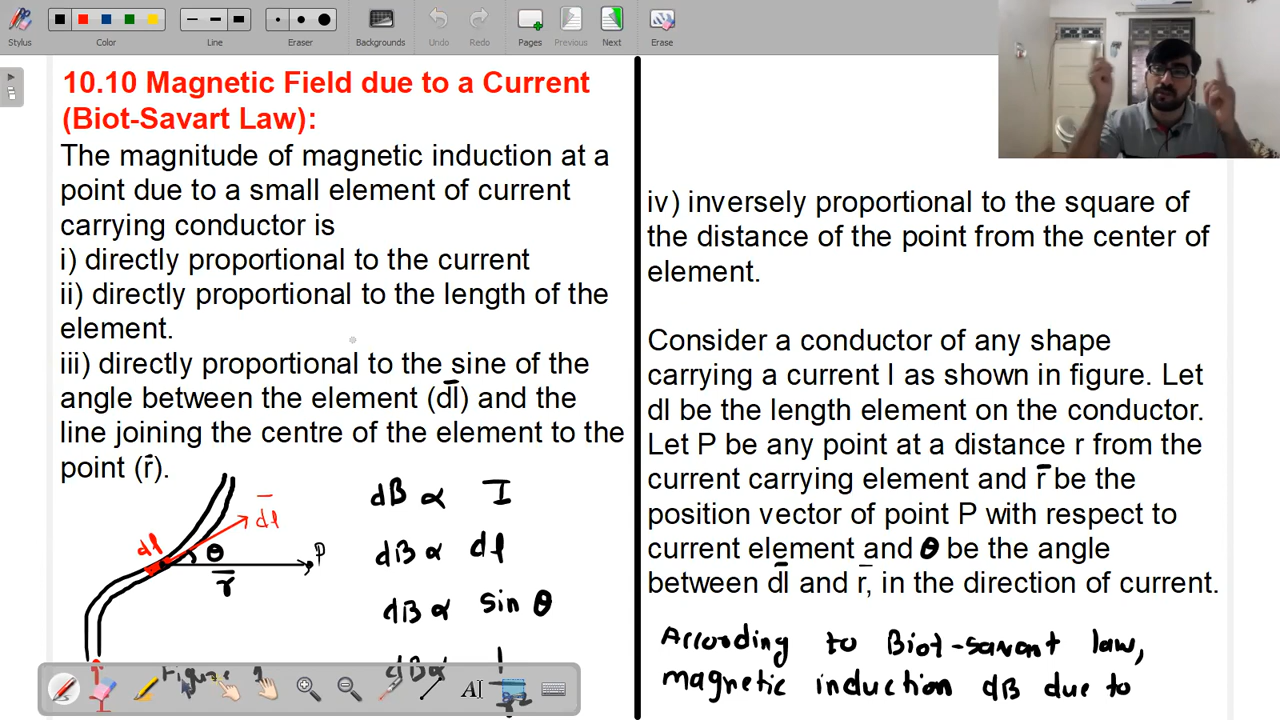 Stylus
Color
Line
Eraser
Backgrounds
Undo
Redo
Pages
Previous
Next
Erase
10.10 Magnetic Field due to a Current
(Biot-Savart Law):
The magnitude of magnetic induction at a
point due to a small element of current
carrying conductor is
i) directly proportional to the current
ii) directly proportional to the length of the
element.
iii) directly proportional to the sine of the
angle between the element (d̄l) and the
line joining the centre of the element to the
point (r̄).
dl
d̄l
θ
r̄
P
dB ∝ I
dB ∝ dl
dB ∝ sin θ
dB ∝ 1
iv) inversely proportional to the square of
the distance of the point from the center of
element.
Consider a conductor of any shape
carrying a current I as shown in figure. Let
dl be the length element on the conductor.
Let P be any point at a distance r from the
current carrying element and r̄ be the
position vector of point P with respect to
current element and θ be the angle
between d̄l and r̄, in the direction of current.
According to Biot-savart law,
magnetic induction dB due to